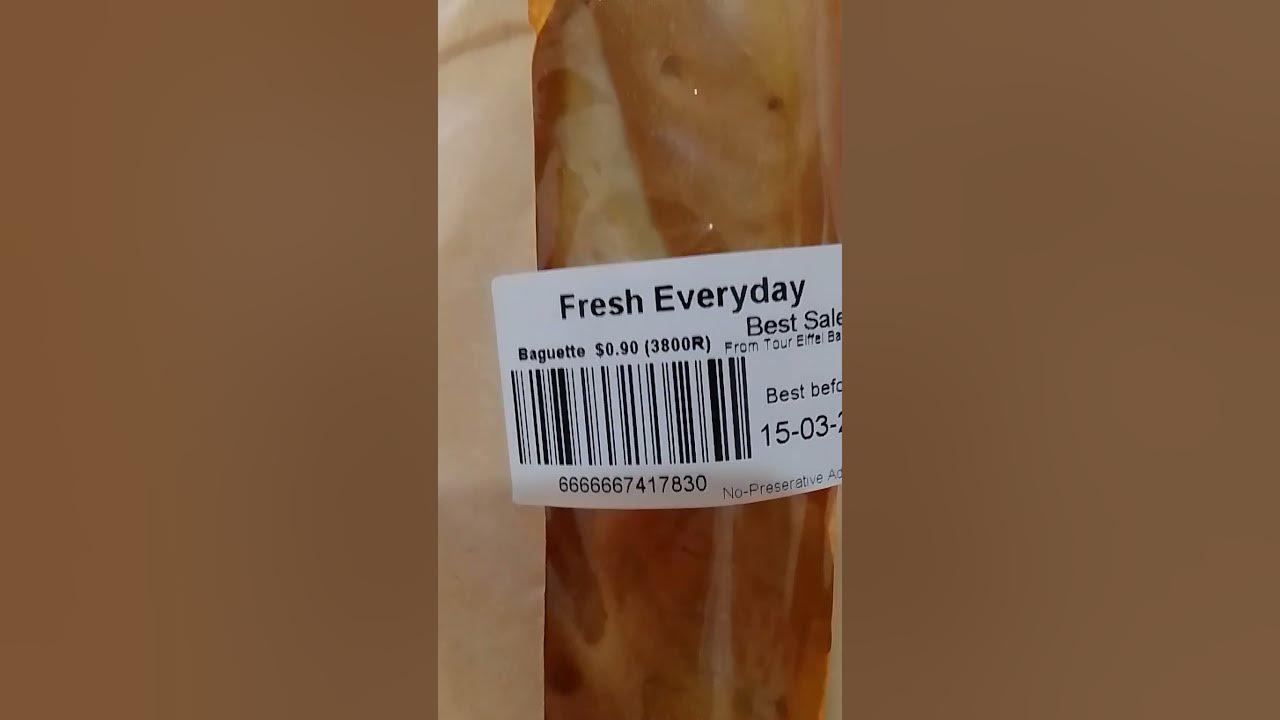 Fresh Everyday
Best Sale
Baguette $0.90 (3800R)
From Tour Eiffel Ba
Best befo
15-03-2
6666667417830
No-Preserative Ad